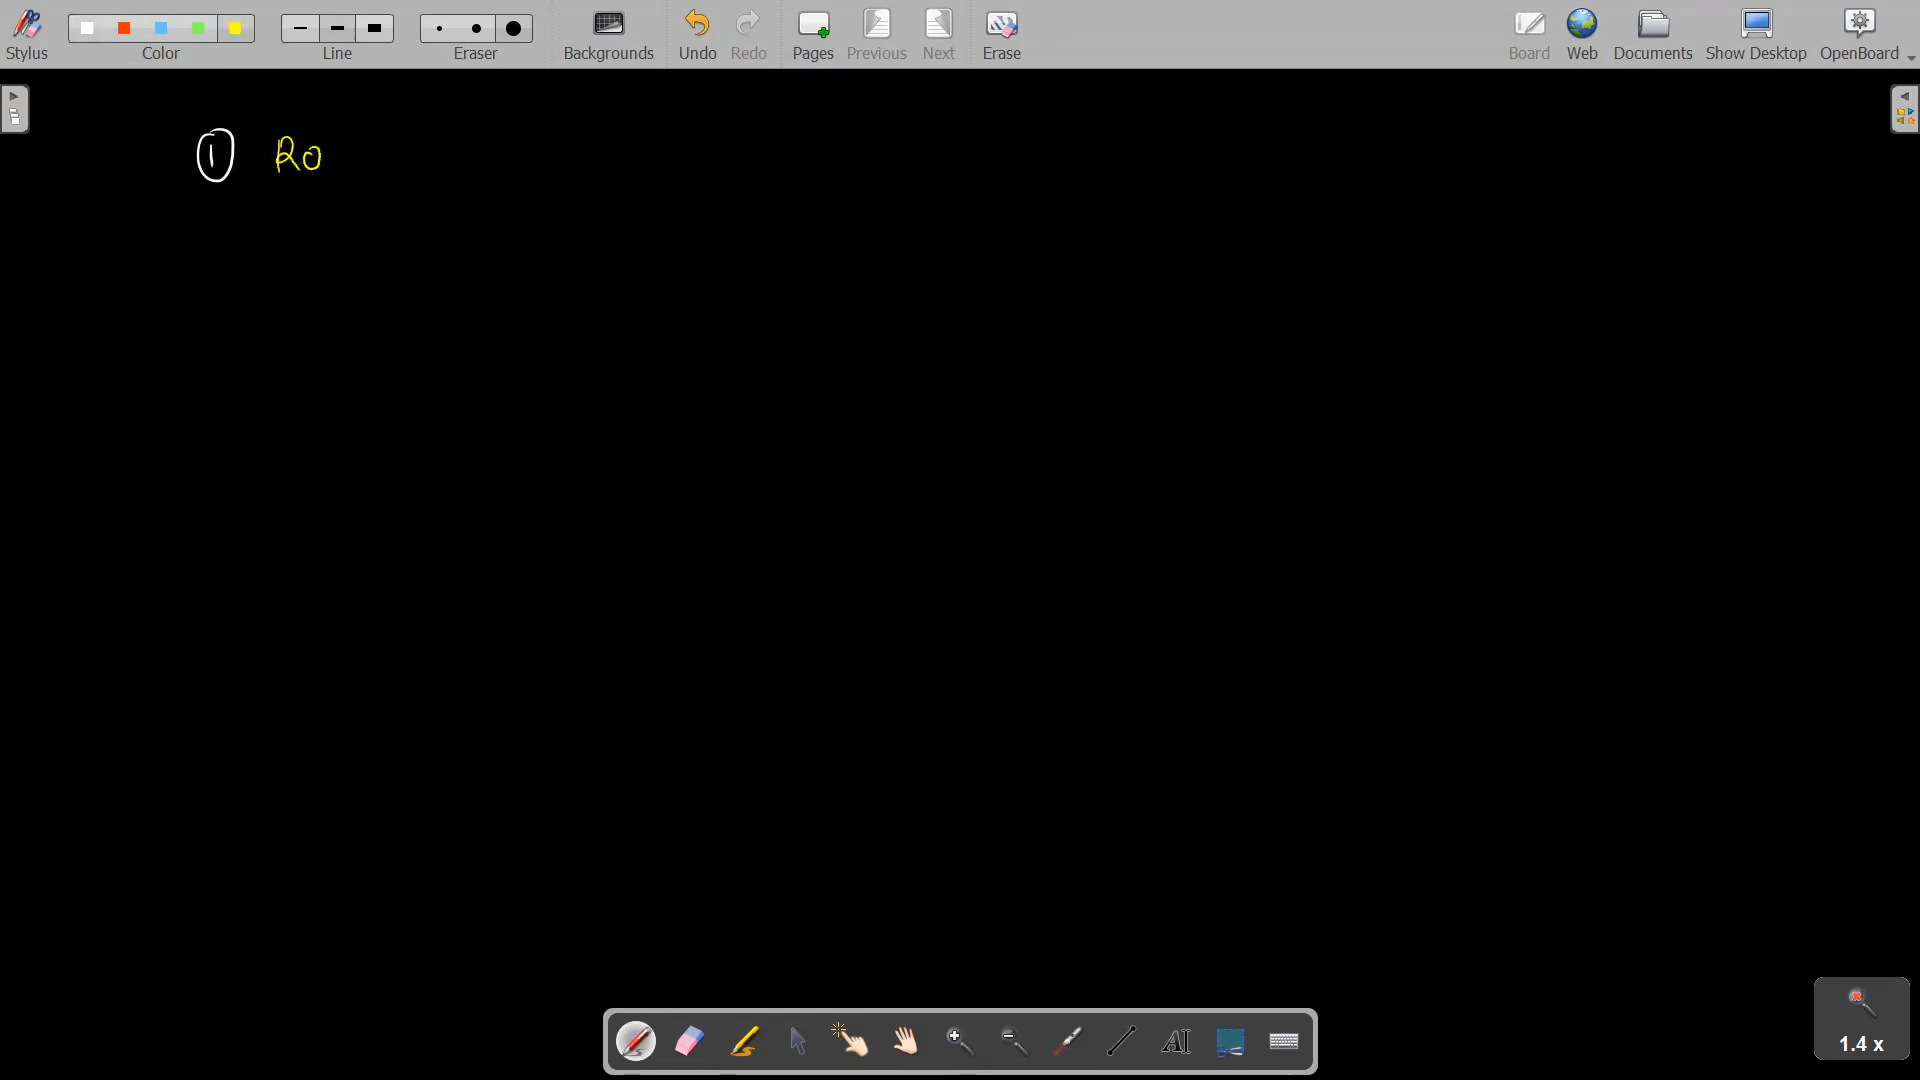 Stylus Color Line Eraser Backgrounds Undo Redo Pages Previous Next Erase Board Web Documents Show Desktop OpenBoard
① Ro
1.4 x